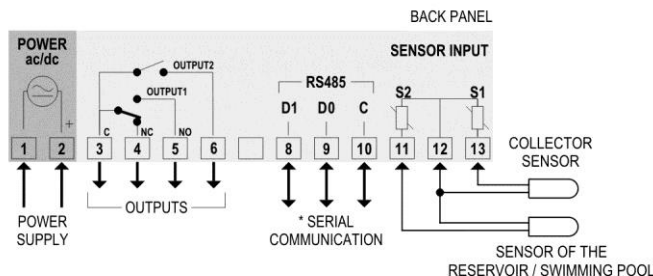 BACK PANEL
POWER
ac/dc
SENSOR INPUT
OUTPUT2
OUTPUT1
RS485
S2
S1
D1 D0 C
+
C NC NO
1 2 3 4 5 6 8 9 10 11 12 13
COLLECTOR
SENSOR
POWER
SUPPLY
OUTPUTS
* SERIAL
COMMUNICATION
SENSOR OF THE
RESERVOIR / SWIMMING POOL